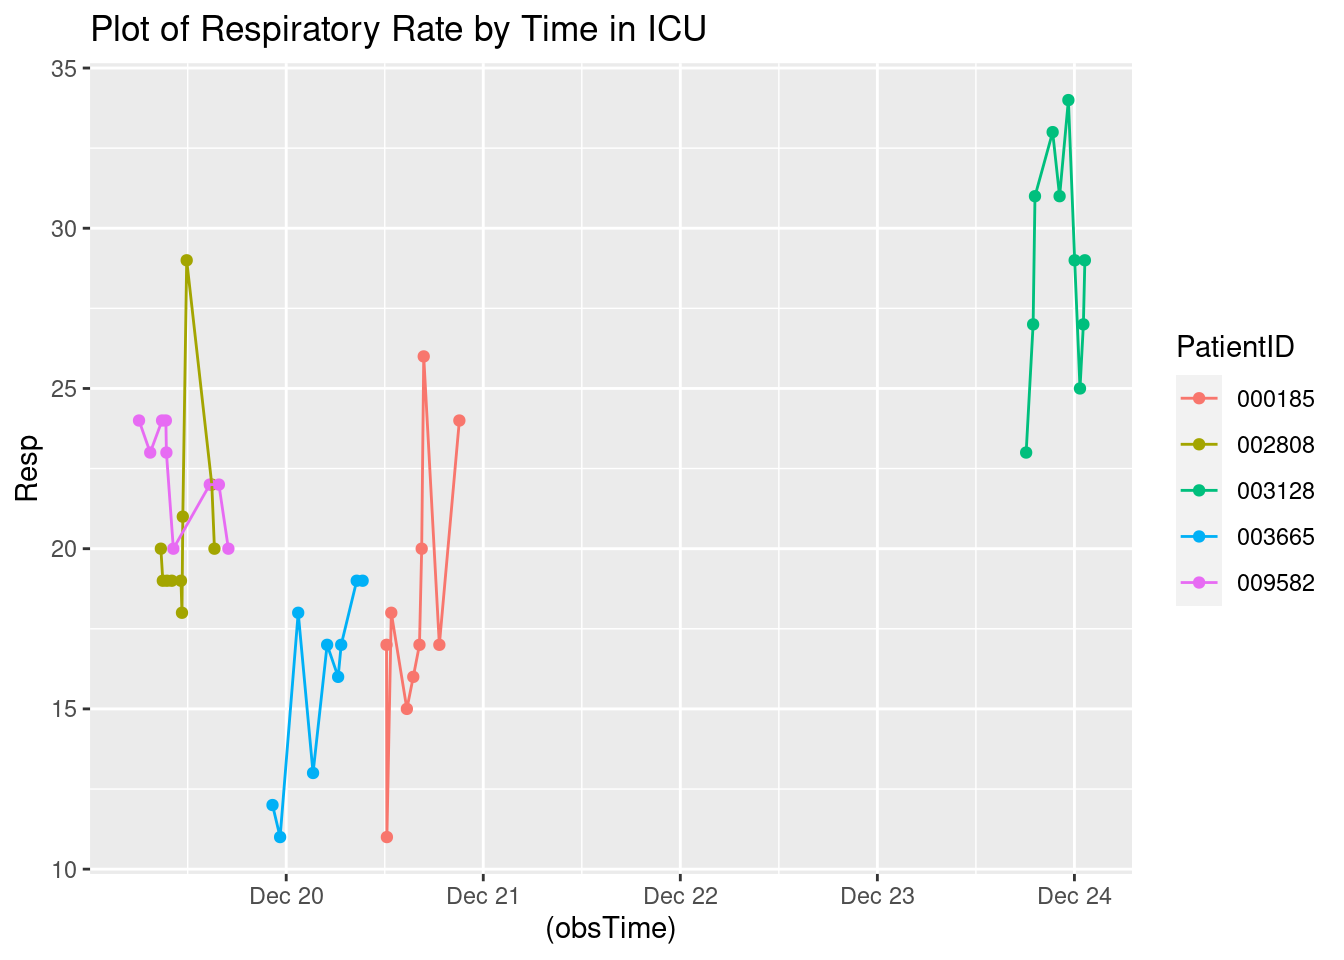 Plot of Respiratory Rate by Time in ICU
35
30
25
20
15
10
Resp
Dec 20
Dec 21
Dec 22
Dec 23
Dec 24
(obsTime)
PatientID
000185
002808
003128
003665
009582